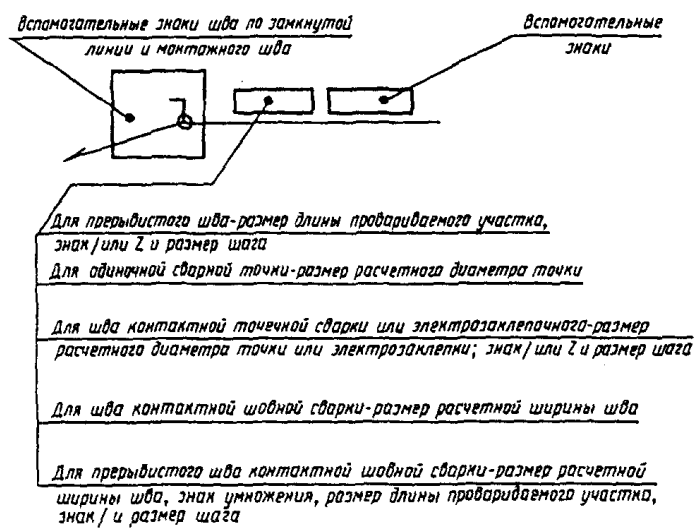 Вспомогательные знаки шва по замкнутой
линии и монтажного шва
Вспомогательные
знаки
Для прерывистого шва-размер длины провариваемого участка,
знак/или Z и размер шага
Для одиночной сварной точки-размер расчетного диаметра точки
Для шва контактной точечной сварки или электрозаклепочного-размер
расчетного диаметра точки или электрозаклепки; знак/или Z и размер шага
Для шва контактной шовной сварки-размер расчетной ширины шва
Для прерывистого шва контактной шовной сварки-размер расчетной
ширины шва, знак умножения, размер длины провариваемого участка,
знак/ и размер шага